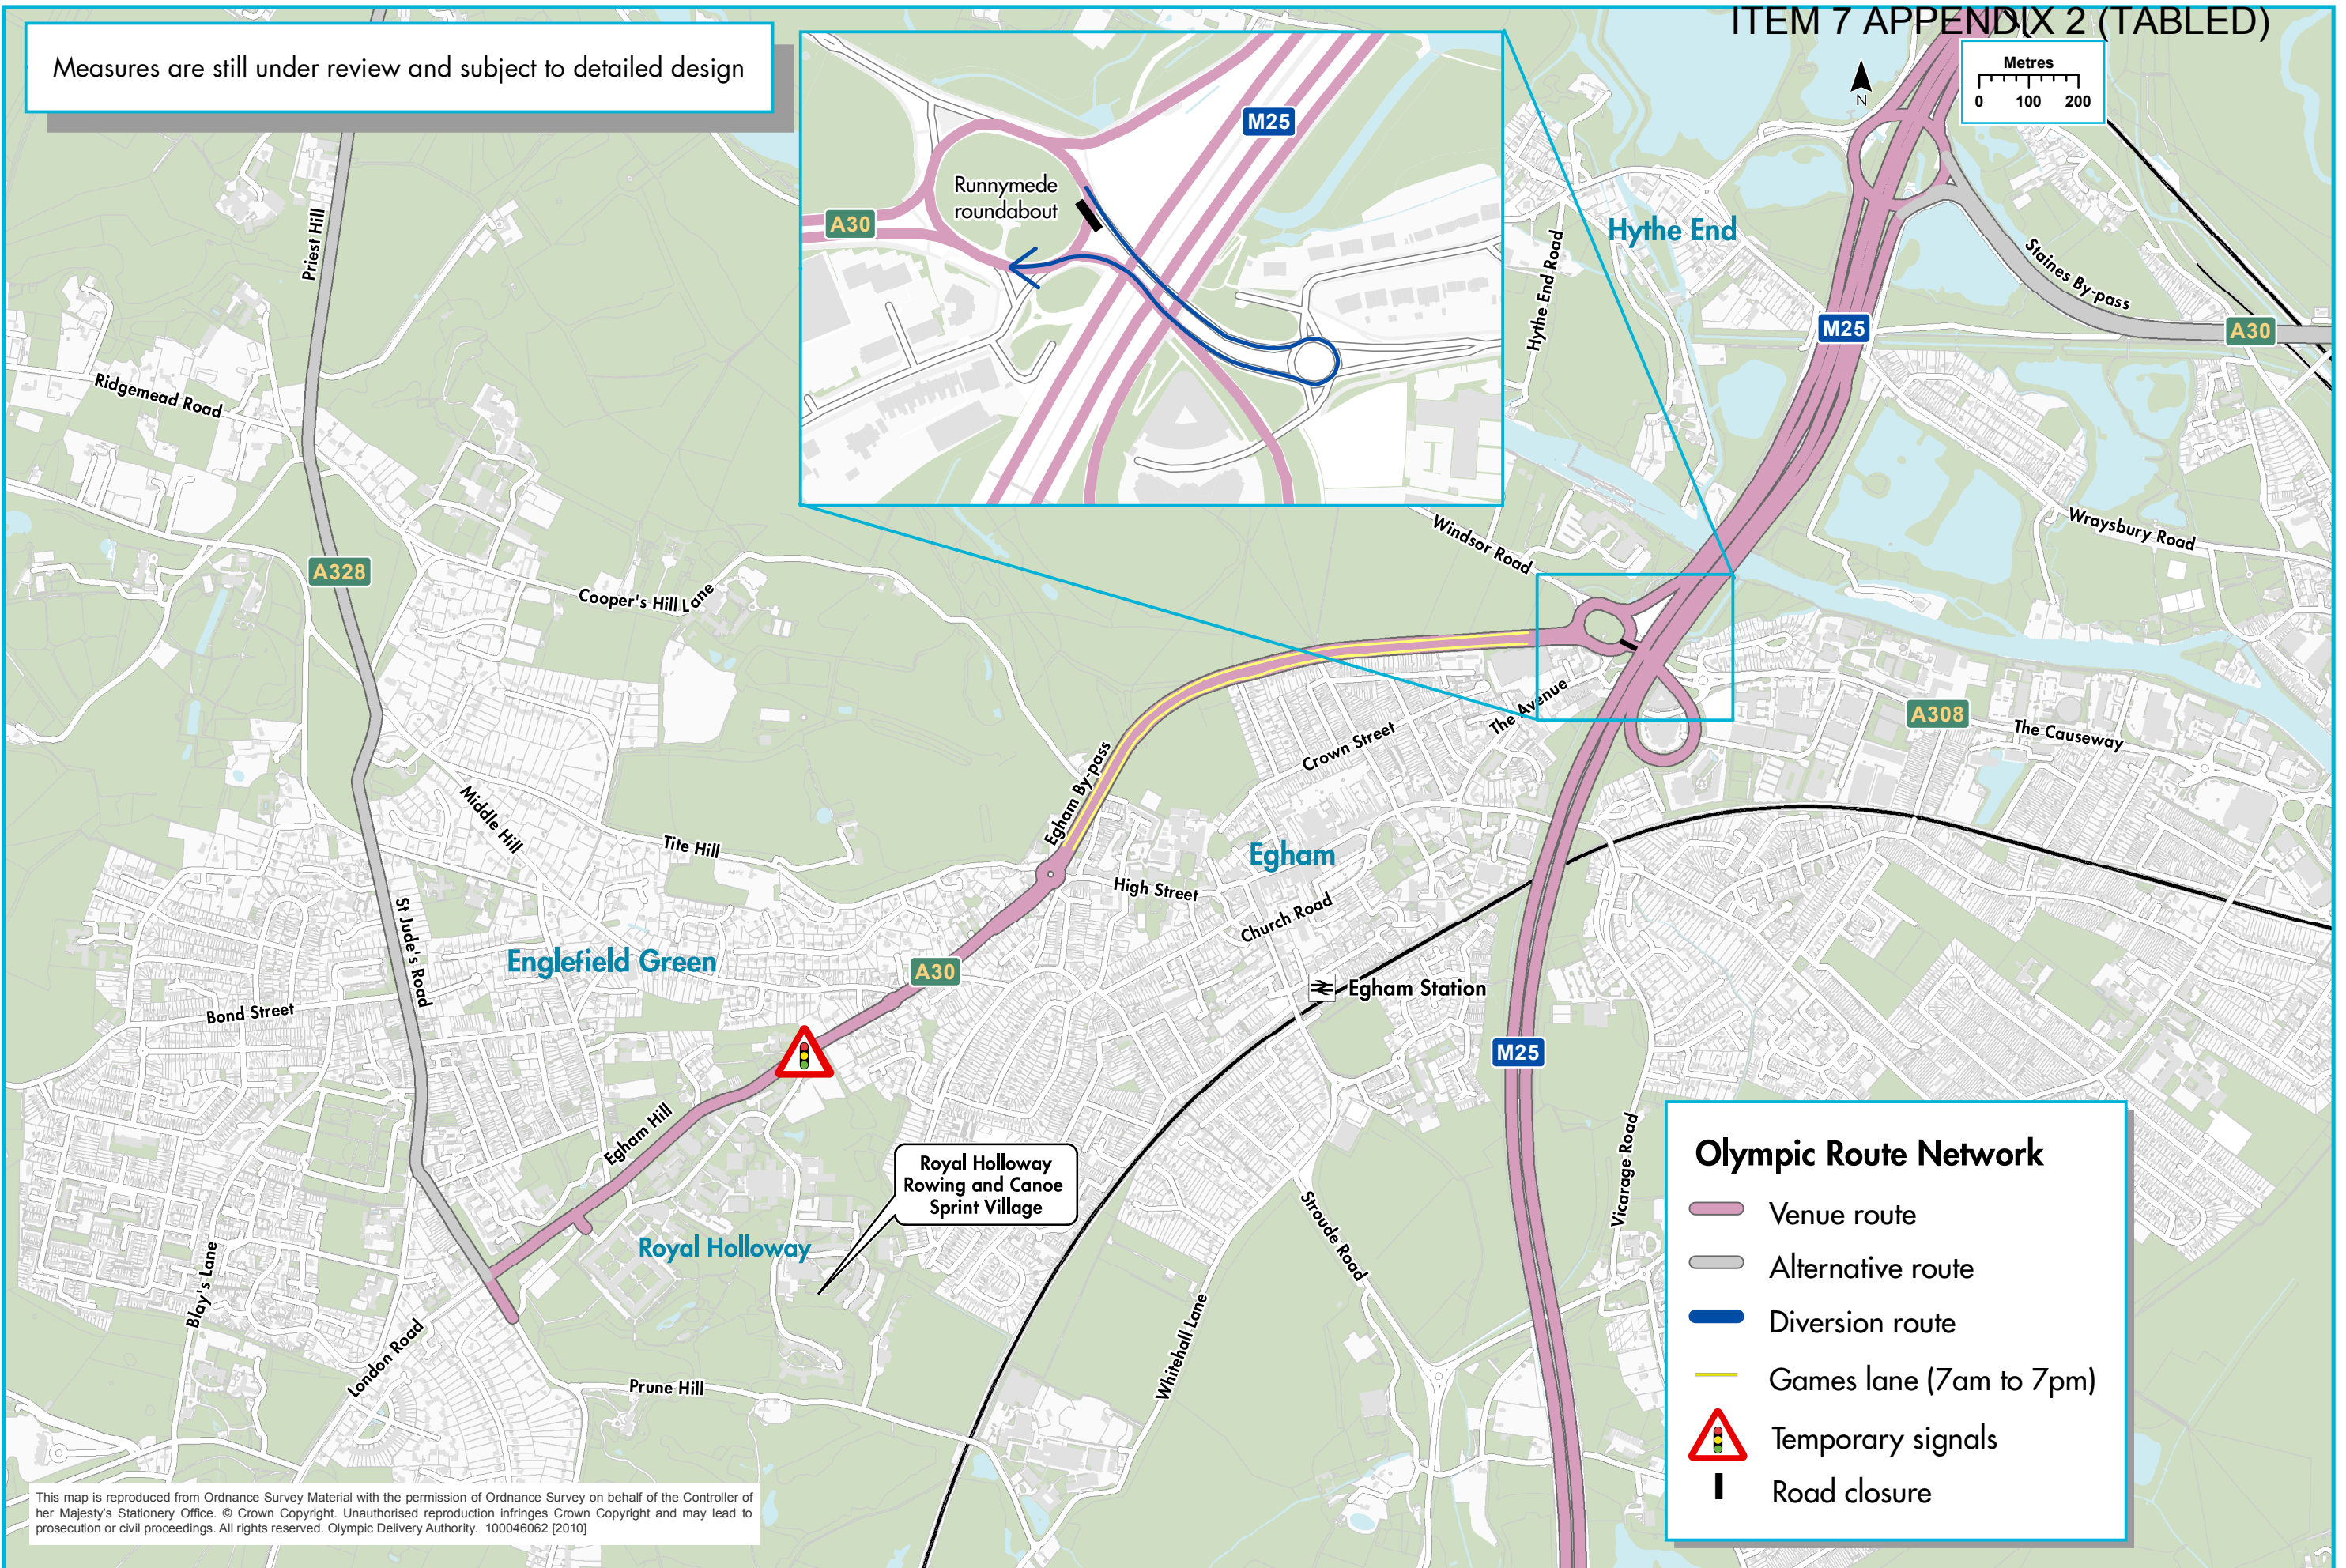 ITEM 7 APPENDIX 2 (TABLED)
Measures are still under review and subject to detailed design
Metres
0 100 200
N
M25
Runnymede
roundabout
A30
Hythe End
Hythe End Road
Staines By-pass
M25
A30
Priest Hill
Ridgemead Road
A328
Cooper's Hill Lane
Windsor Road
Wraysbury Road
The Avenue
A308
The Causeway
Crown Street
Egham By-pass
Middle Hill
Tite Hill
Egham
High Street
Church Road
St Jude's Road
Englefield Green
A30
Egham Station
Bond Street
M25
Egham Hill
Royal Holloway
Rowing and Canoe
Sprint Village
Royal Holloway
Stroude Road
Vicarage Road
Blay's Lane
London Road
Whitehall Lane
Prune Hill
Olympic Route Network
Venue route
Alternative route
Diversion route
Games lane (7am to 7pm)
Temporary signals
Road closure
This map is reproduced from Ordnance Survey Material with the permission of Ordnance Survey on behalf of the Controller of
her Majesty's Stationery Office. © Crown Copyright. Unauthorised reproduction infringes Crown Copyright and may lead to
prosecution or civil proceedings. All rights reserved. Olympic Delivery Authority. 100046062 [2010]